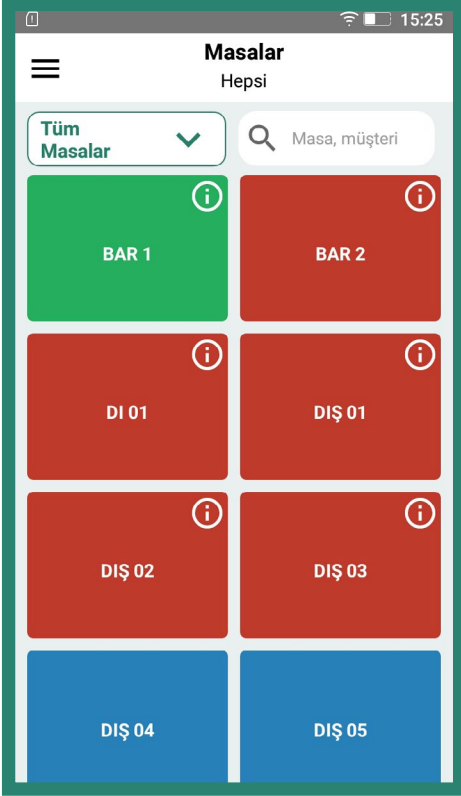 15:25
Masalar
Hepsi
Tüm
Masalar
Masa, müşteri
BAR 1
BAR 2
DI 01
DIŞ 01
DIŞ 02
DIŞ 03
DIŞ 04
DIŞ 05